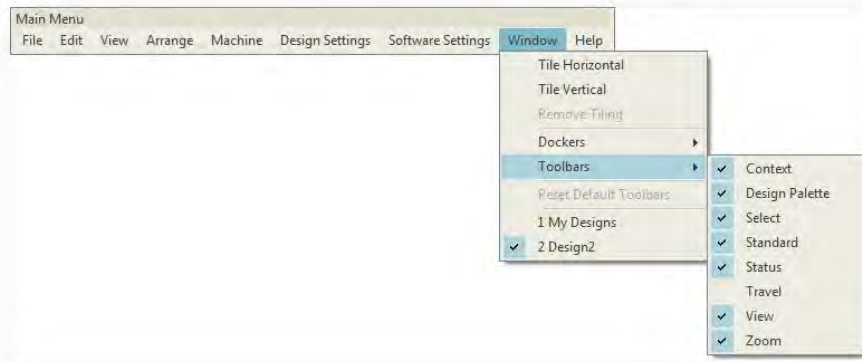 Main Menu
File Edit View Arrange Machine Design Settings Software Settings Window Help
Tile Horizontal
Tile Vertical
Remove Tiling
Dockers
Toolbars
Reset Default Toolbars
1 My Designs
2 Design2
Context
Design Palette
Select
Standard
Status
Travel
View
Zoom